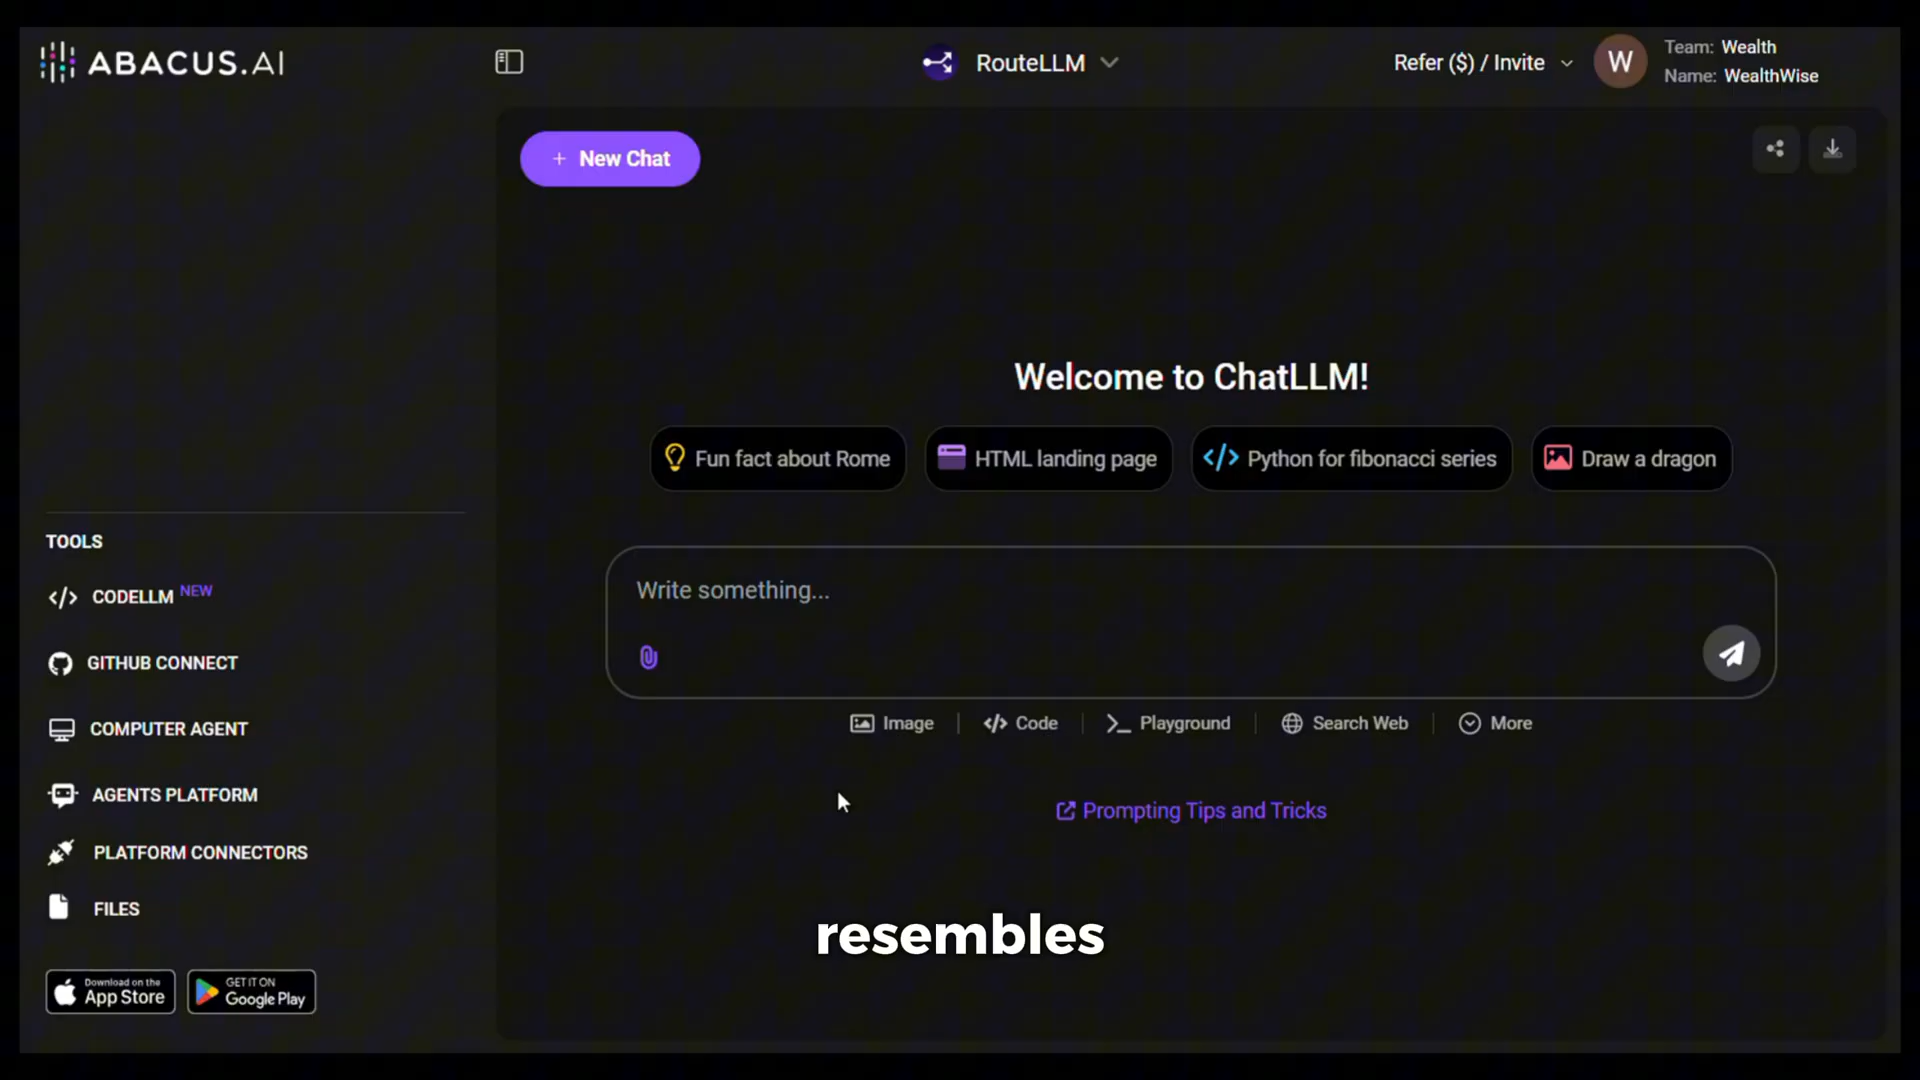 ABACUS.AI
RouteLLM
Refer ($) / Invite
W
Team: Wealth
Name: WealthWise
+ New Chat
Welcome to ChatLLM!
Fun fact about Rome
HTML landing page
Python for fibonacci series
Draw a dragon
Write something...
Image
Code
Playground
Search Web
More
Prompting Tips and Tricks
TOOLS
CODELLM NEW
GITHUB CONNECT
COMPUTER AGENT
AGENTS PLATFORM
PLATFORM CONNECTORS
FILES
Download on the
App Store
GET IT ON
Google Play
resembles